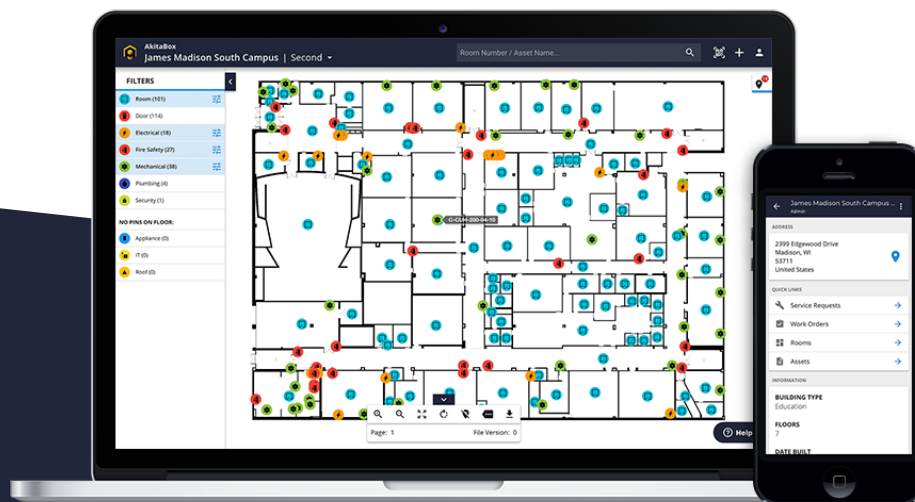 AkitaBox
James Madison South Campus | Second
Room Number / Asset Name...
FILTERS
Room (101)
Door (114)
Electrical (18)
Fire Safety (27)
Mechanical (38)
Plumbing (4)
Security (1)
NO PINS ON FLOOR:
Appliance (0)
IT (0)
Roof (0)
C-CUH-200-04-10
Page: 1
File Version: 0
Help
James Madison South Campus ...
Admin
ADDRESS
2399 Edgewood Drive
Madison, WI
53711
United States
QUICK LINKS
Service Requests
Work Orders
Rooms
Assets
INFORMATION
BUILDING TYPE
Education
FLOORS
7
DATE BUILT